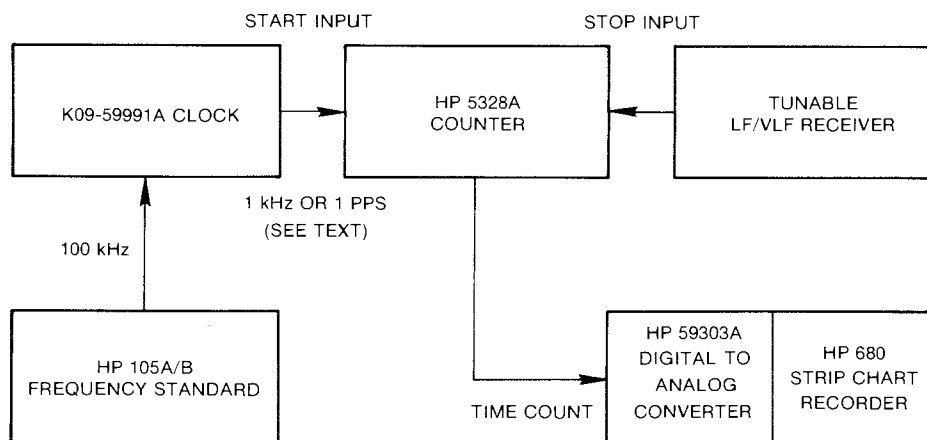 START INPUT
STOP INPUT
K09-59991A CLOCK
HP 5328A
COUNTER
TUNABLE
LF/VLF RECEIVER
1 kHz OR 1 PPS
(SEE TEXT)
100 kHz
HP 105A/B
FREQUENCY STANDARD
TIME COUNT
HP 59303A
DIGITAL TO
ANALOG
CONVERTER
HP 680
STRIP CHART
RECORDER